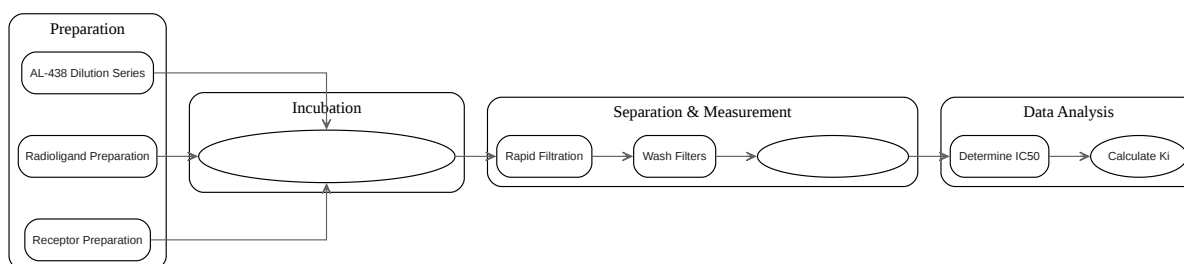 Preparation
AL-438 Dilution Series
Radioligand Preparation
Receptor Preparation
Incubation
Separation & Measurement
Rapid Filtration
Wash Filters
Data Analysis
Determine IC50
Calculate Ki